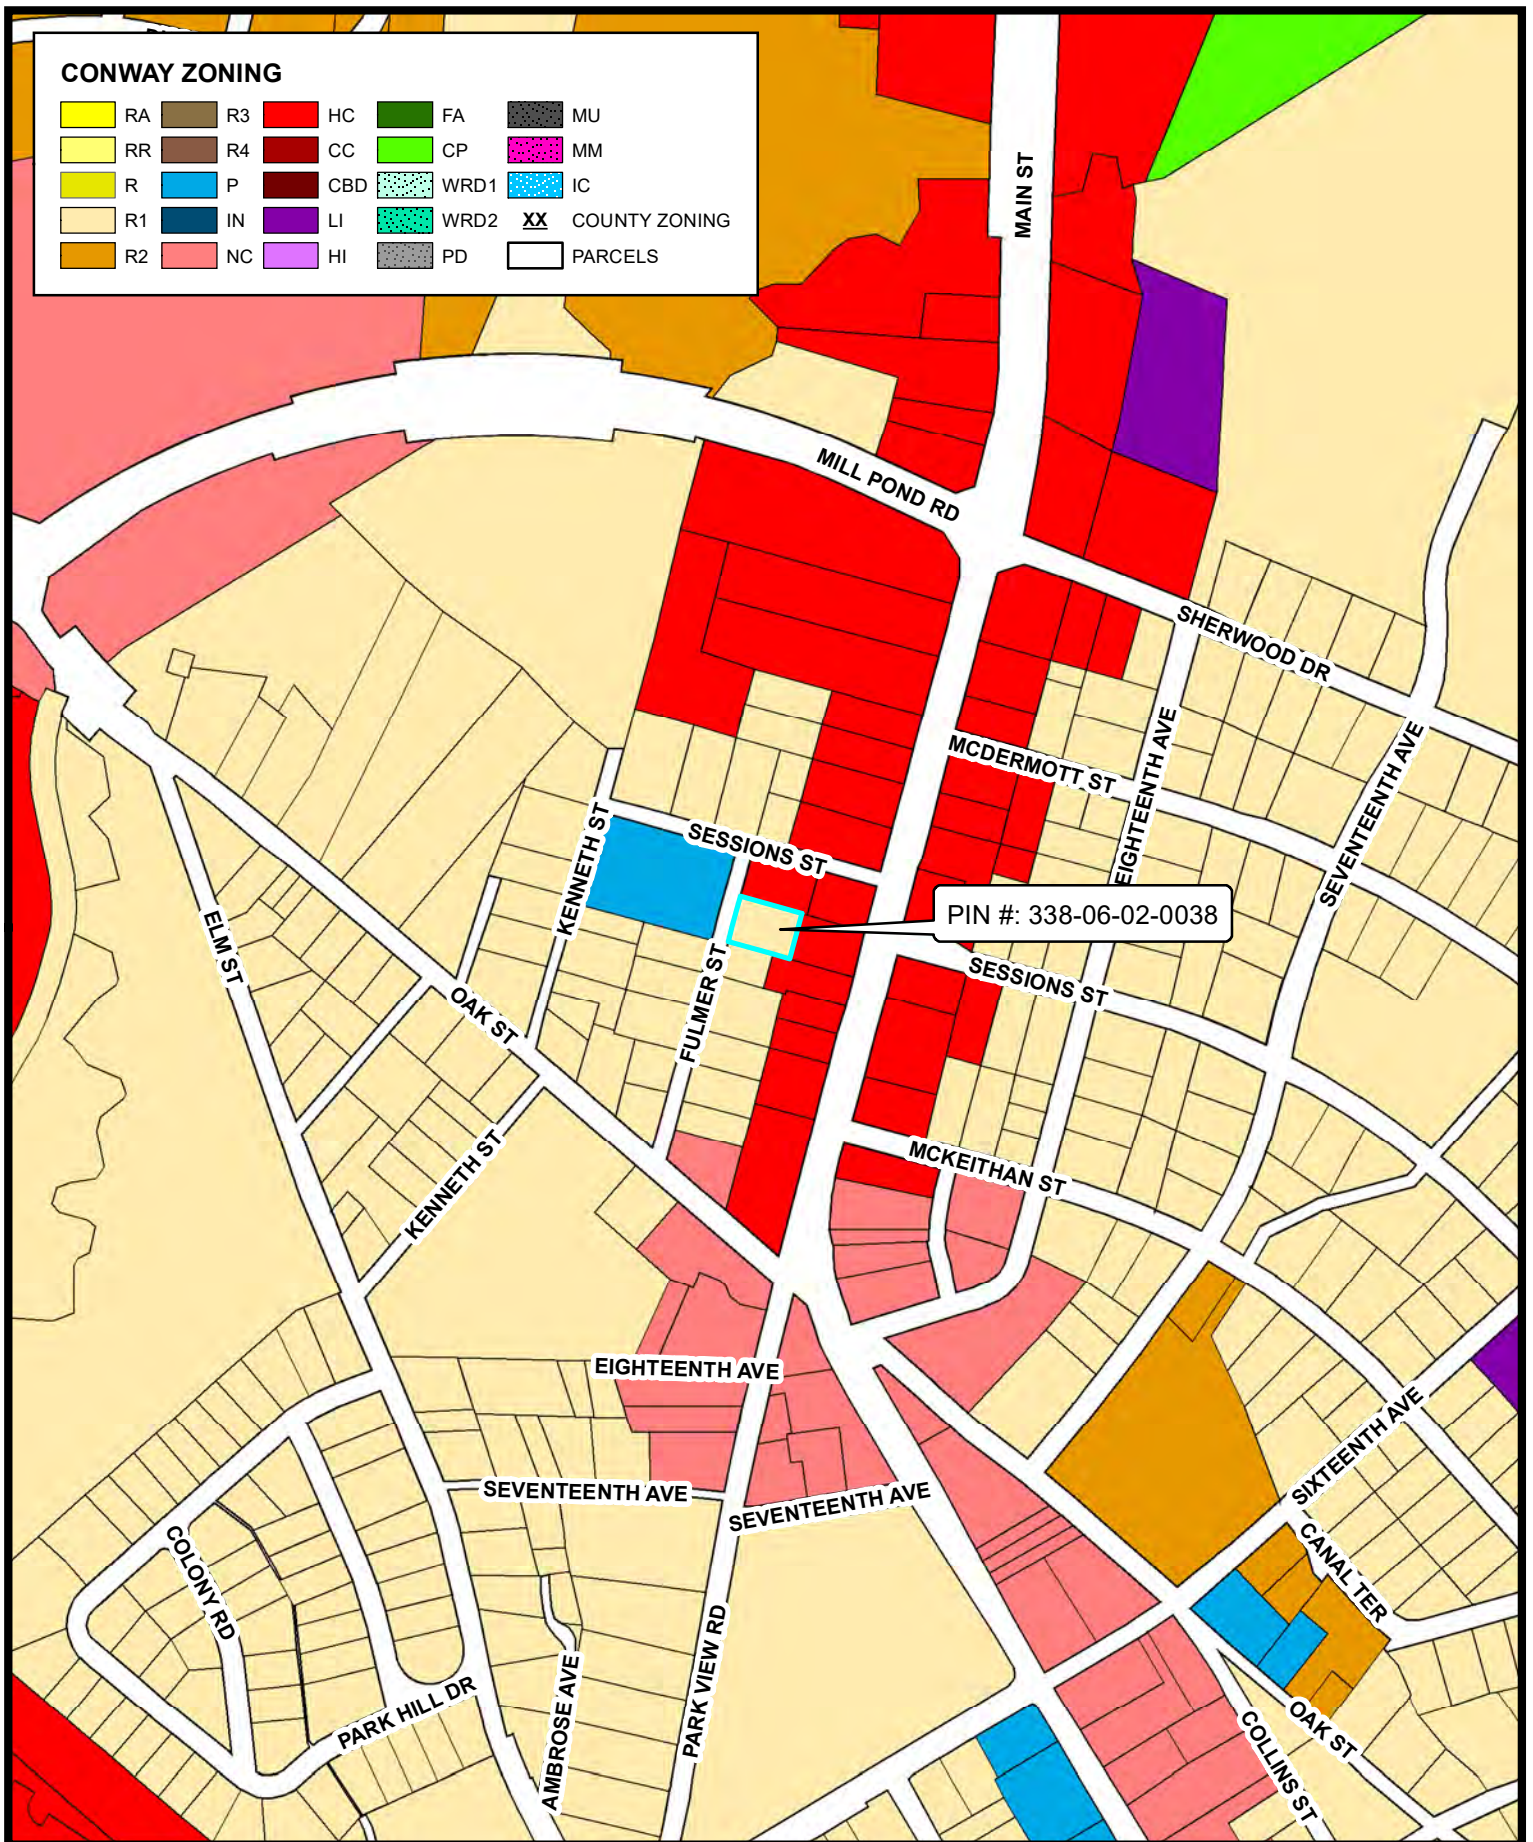 CONWAY ZONING
RA R3 HC FA MU
RR R4 CC CP MM
R P CBD WRD1 IC
R1 IN LI WRD2 XX COUNTY ZONING
R2 NC HI PD PARCELS
MAIN ST
MILL POND RD
SHERWOOD DR
MCDERMOTT ST
EIGHTEENTH AVE
SEVENTEENTH AVE
SESSIONS ST
KENNETH ST
PIN #: 338-06-02-0038
ELM ST
FULMER ST
SESSIONS ST
OAK ST
MCKEITHAN ST
KENNETH ST
EIGHTEENTH AVE
SIXTEENTH AVE
SEVENTEENTH AVE
SEVENTEENTH AVE
CANAL TER
COLONY RD
PARK VIEW RD
PARK HILL DR
AMBROSE AVE
OAK ST
COLLINS ST